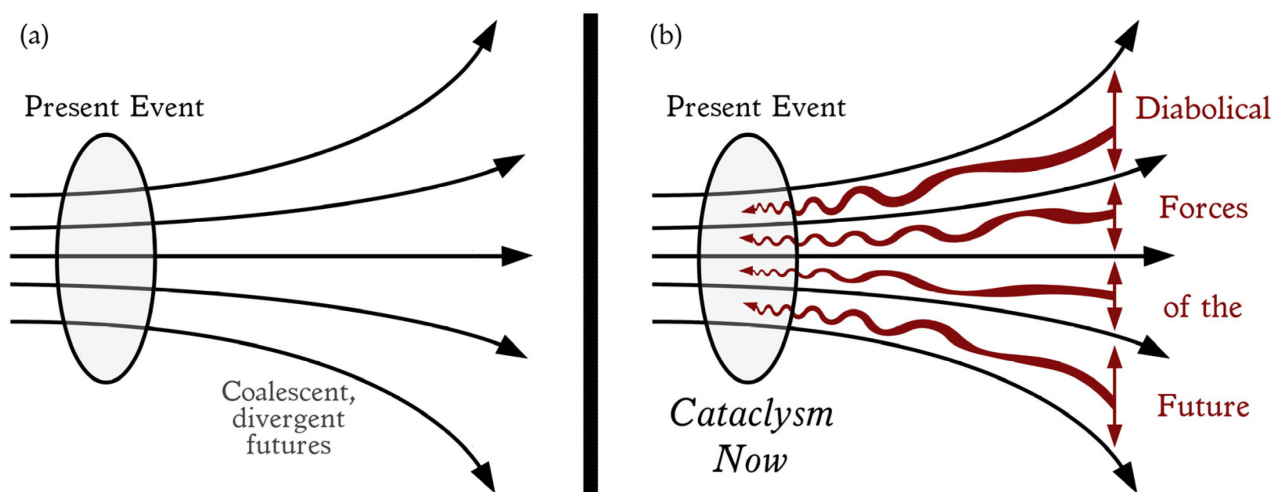 (a)
Present Event
Coalescent,
divergent
futures
(b)
Present Event
Diabolical
Forces
of the
Future
Cataclysm
Now